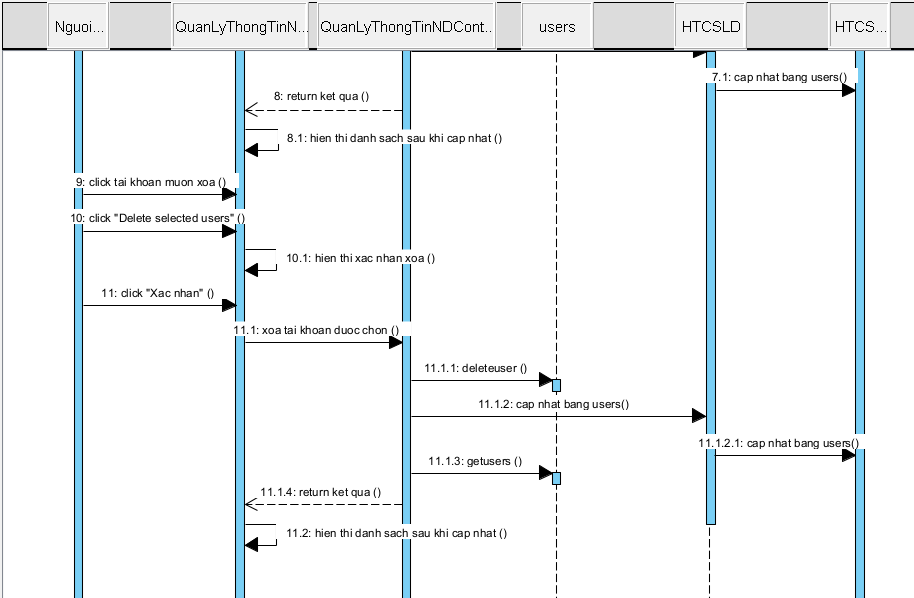 Nguoi...
QuanLyThongTinN...
QuanLyThongTinNDCont..
users
HTCSLD
HTCS...
7.1: cap nhat bang users()
8: return ket qua ()
8.1: hien thi danh sach sau khi cap nhat ()
9: click tai khoan muon xoa ()
10: click "Delete selected users" ()
10.1: hien thi xac nhan xoa ()
11: click "Xac nhan" ()
11.1: xoa tai khoan duoc chon ()
11.1.1: deleteuser ()
11.1.2: cap nhat bang users()
11.1.2.1: cap nhat bang users()
11.1.3: getusers ()
11.1.4: return ket qua ()
11.2: hien thi danh sach sau khi cap nhat ()